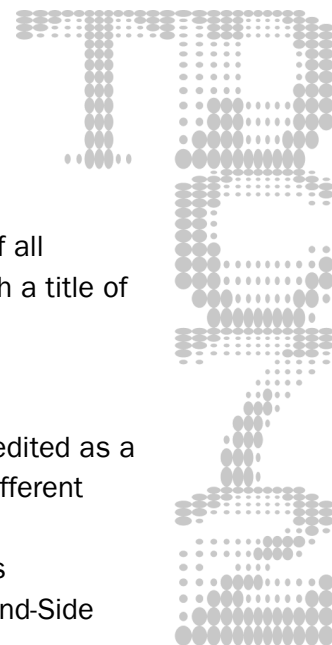 f all
h a title of
edited as a
fferent
s
nd-Side